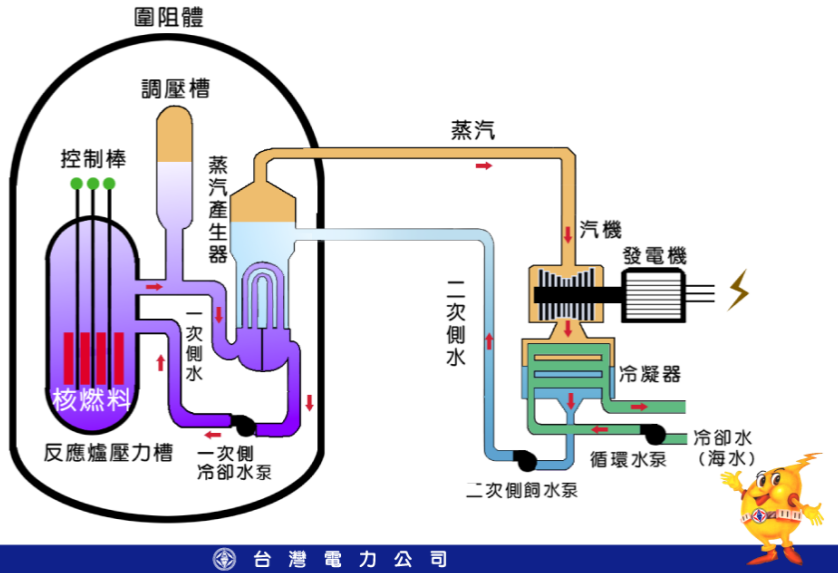 圍阻體
調壓槽
控制棒
蒸汽產生器
蒸汽
汽機
發電機
一次側水
二次側水
冷凝器
核燃料
反應爐壓力槽
一次側
冷卻水泵
循環水泵
冷卻水
(海水)
二次側飼水泵
台灣電力公司